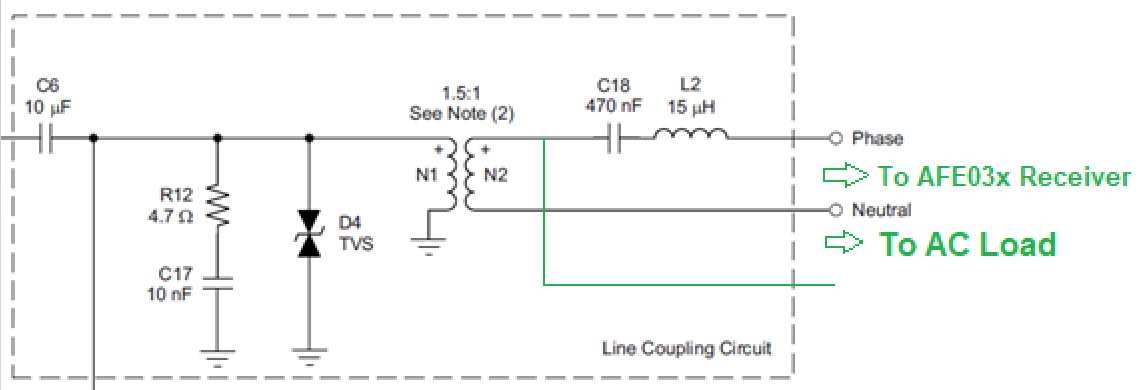 C6
10 µF
1.5:1
See Note (2)
C18
470 nF
L2
15 µH
Phase
+
+
N1
N2
To AFE03x Receiver
R12
4.7 Ω
Neutral
D4
TVS
To AC Load
C17
10 nF
Line Coupling Circuit